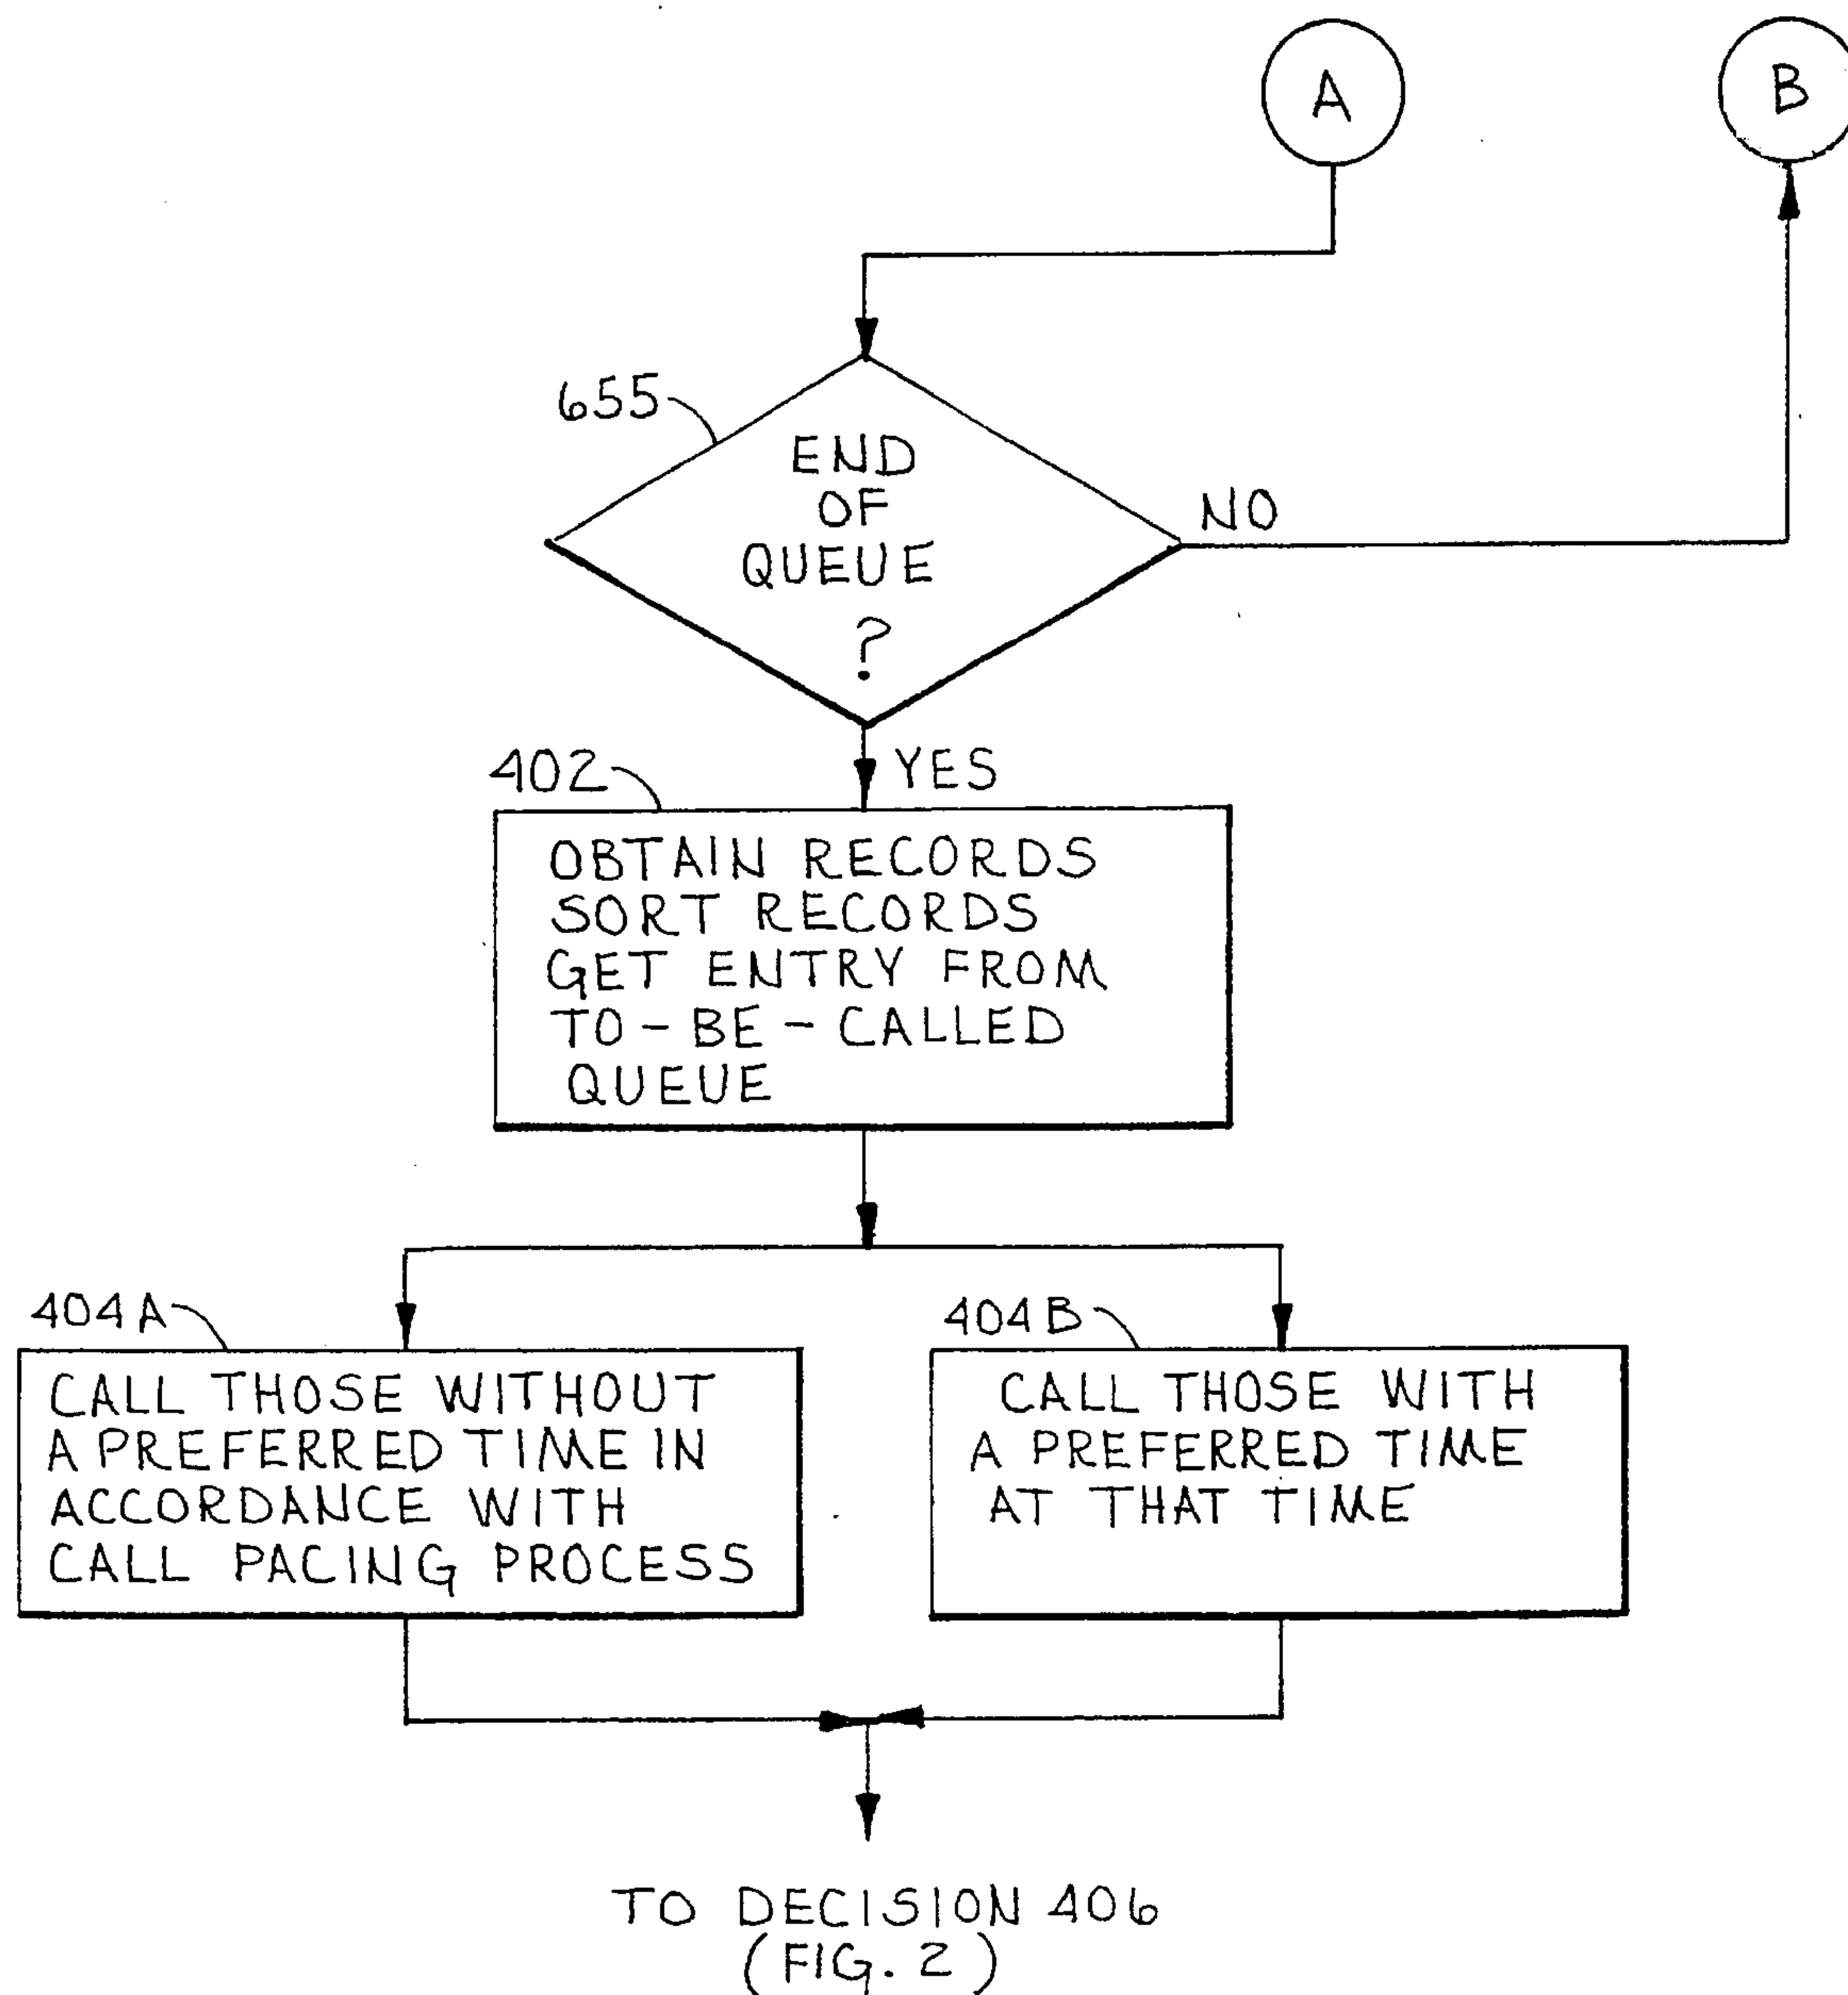 A
B
655
END
OF
QUEUE
?
NO
YES
402
OBTAIN RECORDS
SORT RECORDS
GET ENTRY FROM
TO-BE-CALLED
QUEUE
404A
CALL THOSE WITHOUT
A PREFERRED TIME IN
ACCORDANCE WITH
CALL PACING PROCESS
404B
CALL THOSE WITH
A PREFERRED TIME
AT THAT TIME
TO DECISION 406
(FIG. 2)